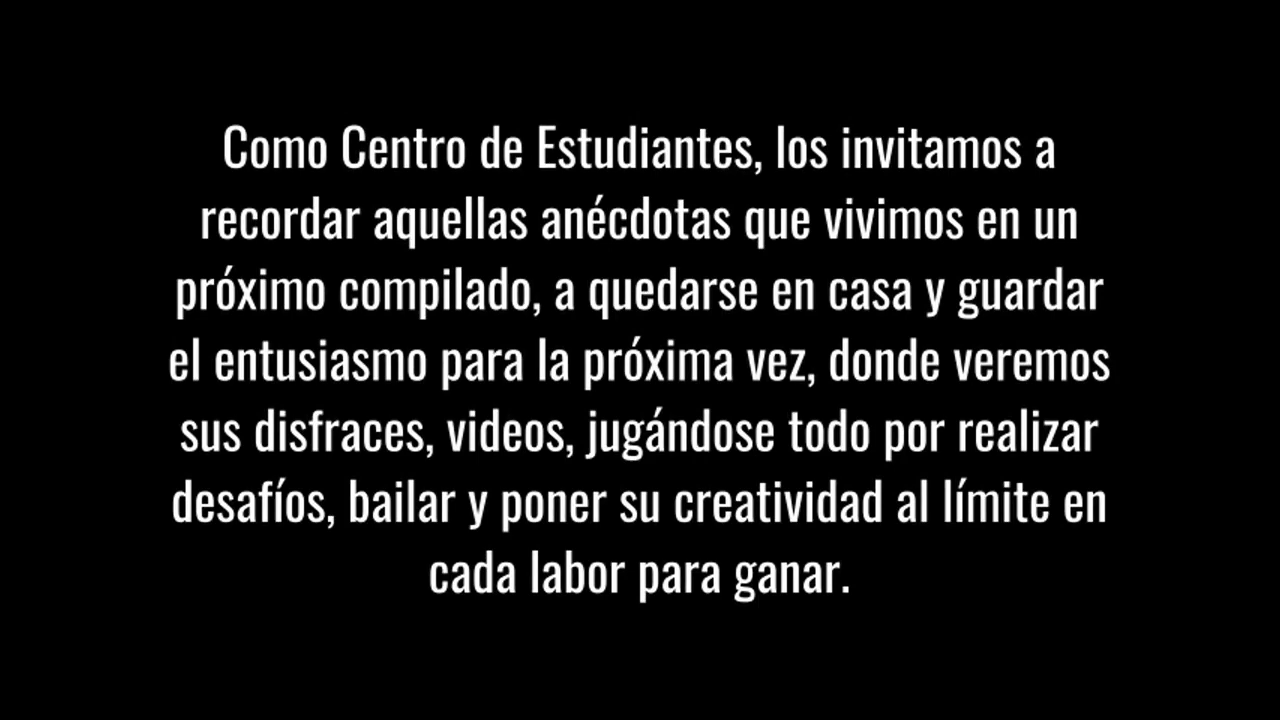 Como Centro de Estudiantes, los invitamos a
recordar aquellas anécdotas que vivimos en un
próximo compilado, a quedarse en casa y guardar
el entusiasmo para la próxima vez, donde veremos
sus disfraces, videos, jugándose todo por realizar
desafíos, bailar y poner su creatividad al límite en
cada labor para ganar.